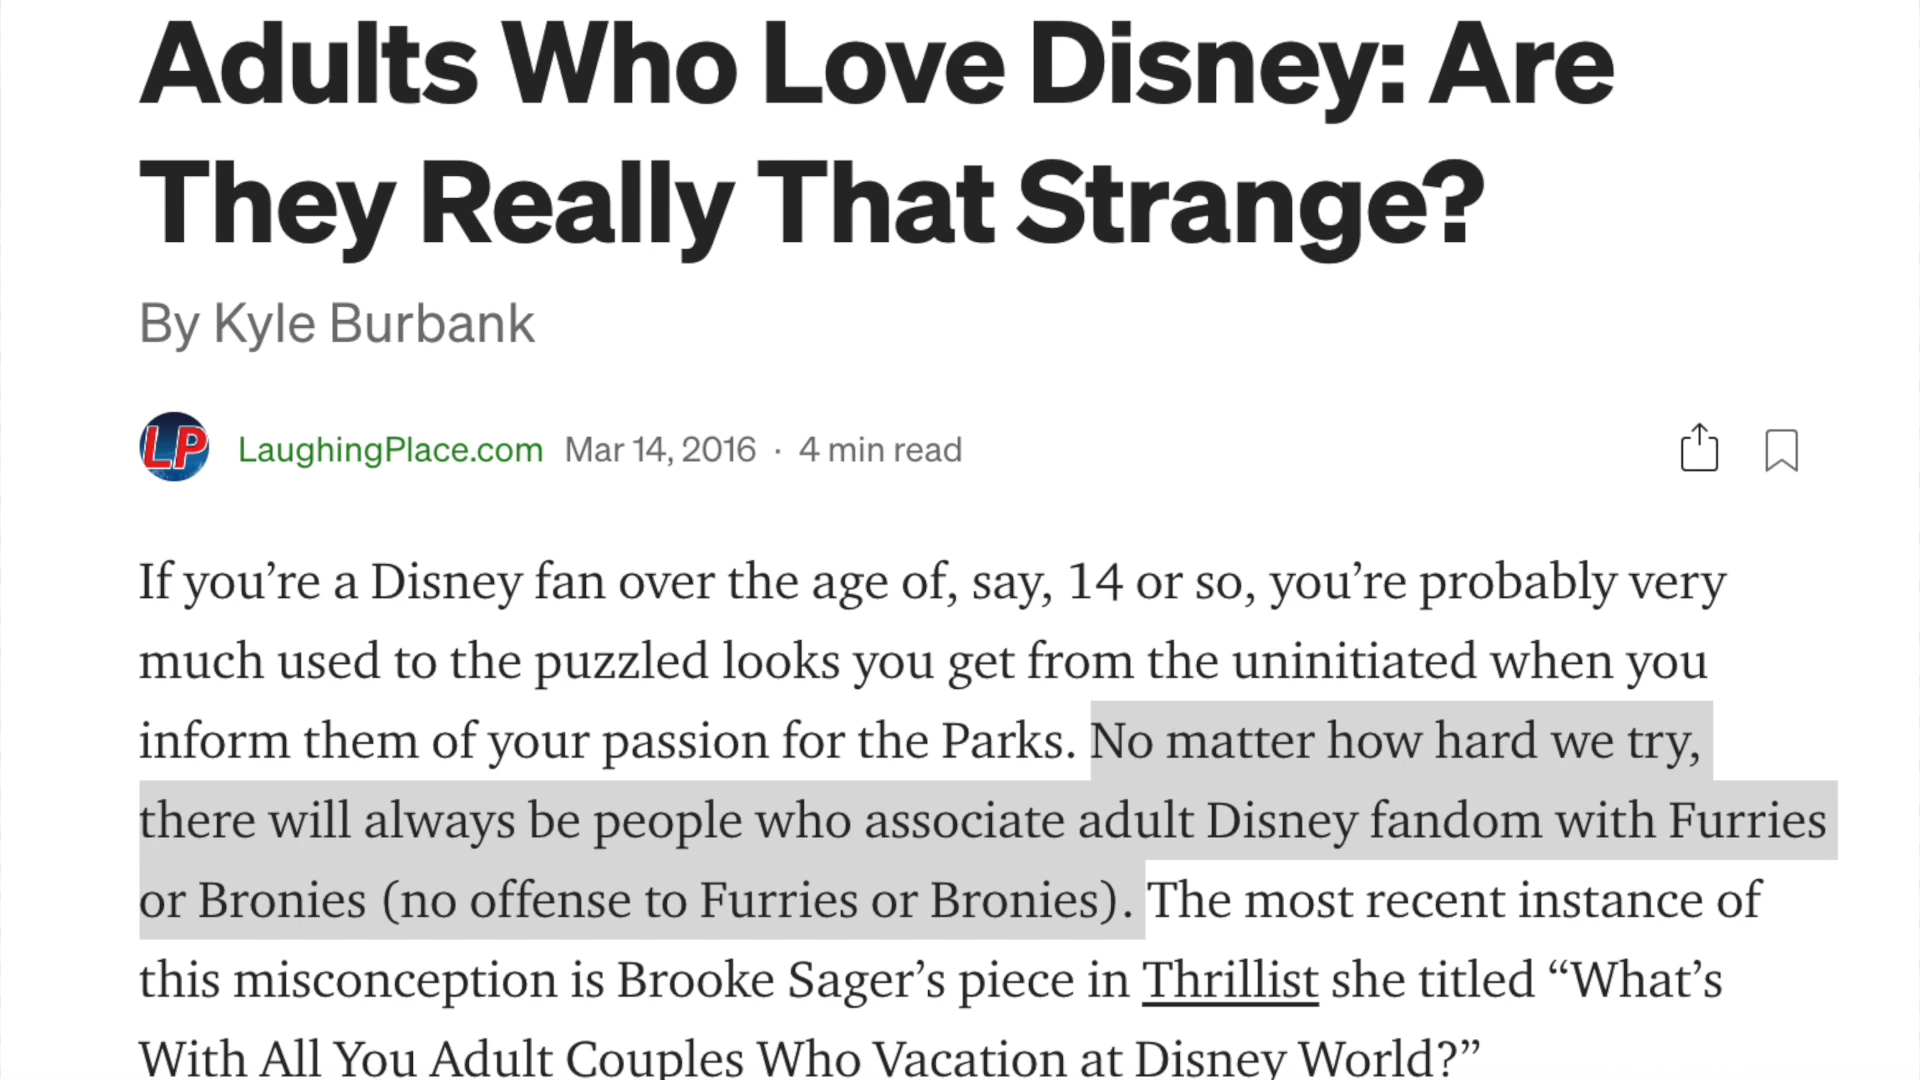 Adults Who Love Disney: Are
They Really That Strange?
By Kyle Burbank
LP LaughingPlace.com Mar 14, 2016 · 4 min read
If you’re a Disney fan over the age of, say, 14 or so, you’re probably very
much used to the puzzled looks you get from the uninitiated when you
inform them of your passion for the Parks. No matter how hard we try,
there will always be people who associate adult Disney fandom with Furries
or Bronies (no offense to Furries or Bronies). The most recent instance of
this misconception is Brooke Sager’s piece in Thrillist she titled “What’s
With All You Adult Couples Who Vacation at Disney World?”